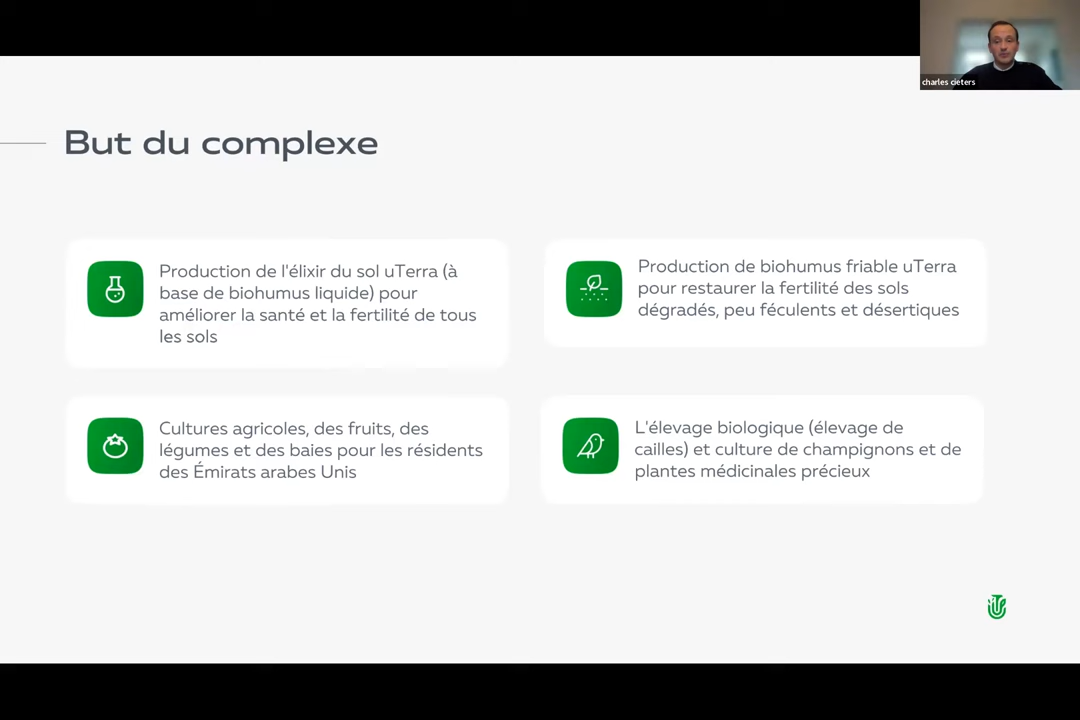 charles cieters
But du complexe
Production de l'élixir du sol uTerra (à
base de biohumus liquide) pour
améliorer la santé et la fertilité de tous
les sols
Production de biohumus friable uTerra
pour restaurer la fertilité des sols
dégradés, peu féculents et désertiques
Cultures agricoles, des fruits, des
légumes et des baies pour les résidents
des Émirats arabes Unis
L'élevage biologique (élevage de
cailles) et culture de champignons et de
plantes médicinales précieux